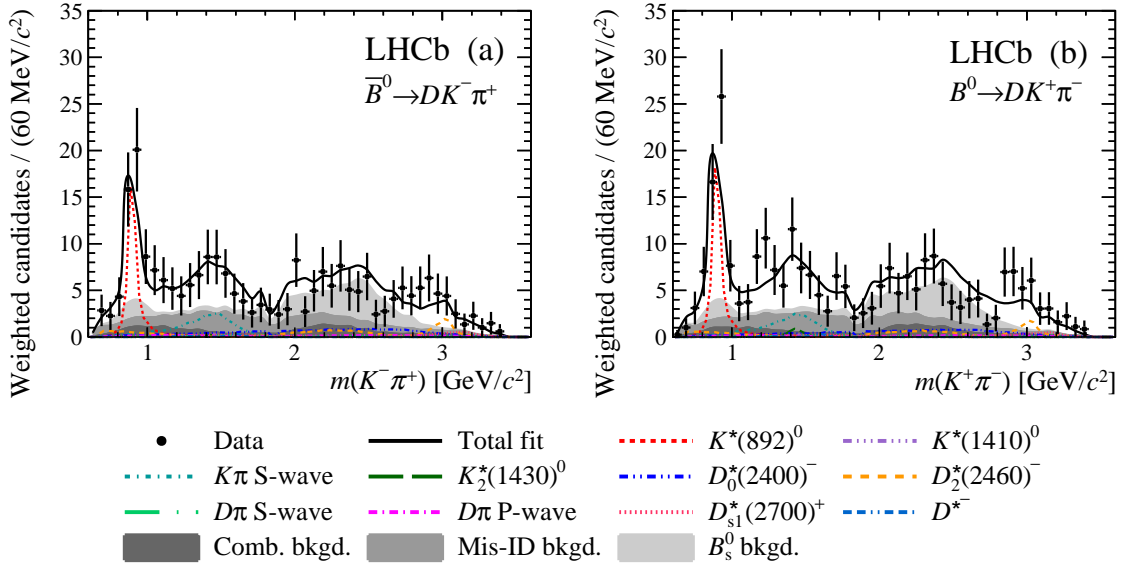 Weighted candidates / (60 MeV/c²)
35
30
25
20
15
10
5
0
LHCb (a)
B̅⁰→DK⁻π⁺
1 2 3
m(K⁻π⁺) [GeV/c²]
Weighted candidates / (60 MeV/c²)
35
30
25
20
15
10
5
0
LHCb (b)
B⁰→DK⁺π⁻
1 2 3
m(K⁺π⁻) [GeV/c²]
Data Total fit K*(892)⁰ K*(1410)⁰
Kπ S-wave K₂*(1430)⁰ D₀*(2400)⁻ D₂*(2460)⁻
Dπ S-wave Dπ P-wave Dₛ₁*(2700)⁺ D*⁻
Comb. bkgd. Mis-ID bkgd. Bₛ⁰ bkgd.